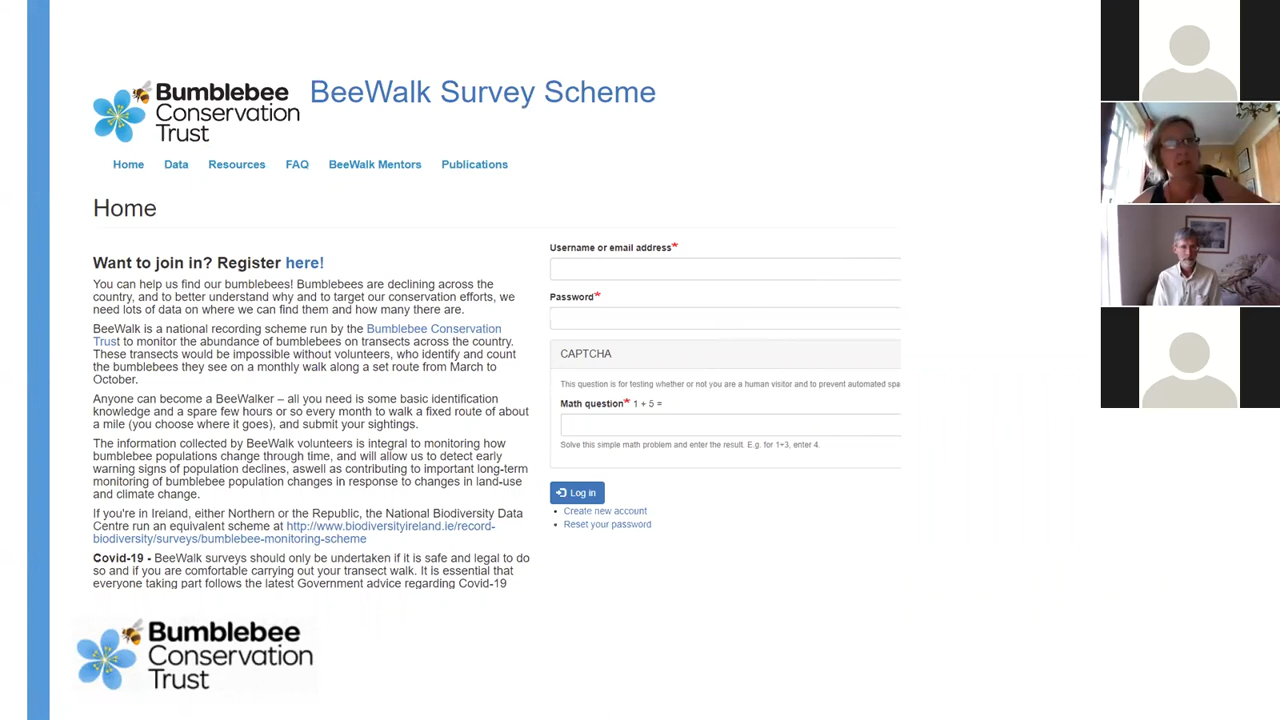 Bumblebee
Conservation
Trust
BeeWalk Survey Scheme
Home Data Resources FAQ BeeWalk Mentors Publications
Home
Want to join in? Register here!
You can help us find our bumblebees! Bumblebees are declining across the
country, and to better understand why and to target our conservation efforts, we
need lots of data on where we can find them and how many there are.
BeeWalk is a national recording scheme run by the Bumblebee Conservation
Trust to monitor the abundance of bumblebees on transects across the country.
These transects would be impossible without volunteers, who identify and count
the bumblebees they see on a monthly walk along a set route from March to
October.
Anyone can become a BeeWalker – all you need is some basic identification
knowledge and a spare few hours or so every month to walk a fixed route of about
a mile (you choose where it goes), and submit your sightings.
The information collected by BeeWalk volunteers is integral to monitoring how
bumblebee populations change through time, and will allow us to detect early
warning signs of population declines, aswell as contributing to important long-term
monitoring of bumblebee population changes in response to changes in land-use
and climate change.
If you're in Ireland, either Northern or the Republic, the National Biodiversity Data
Centre run an equivalent scheme at http://www.biodiversityireland.ie/record-
biodiversity/surveys/bumblebee-monitoring-scheme
Covid-19 - BeeWalk surveys should only be undertaken if it is safe and legal to do
so and if you are comfortable carrying out your transect walk. It is essential that
everyone taking part follows the latest Government advice regarding Covid-19
Username or email address*
Password*
CAPTCHA
This question is for testing whether or not you are a human visitor and to prevent automated spa
Math question* 1 + 5 =
Solve this simple math problem and enter the result. E.g. for 1+3, enter 4.
Log in
Create new account
Reset your password
Bumblebee
Conservation
Trust